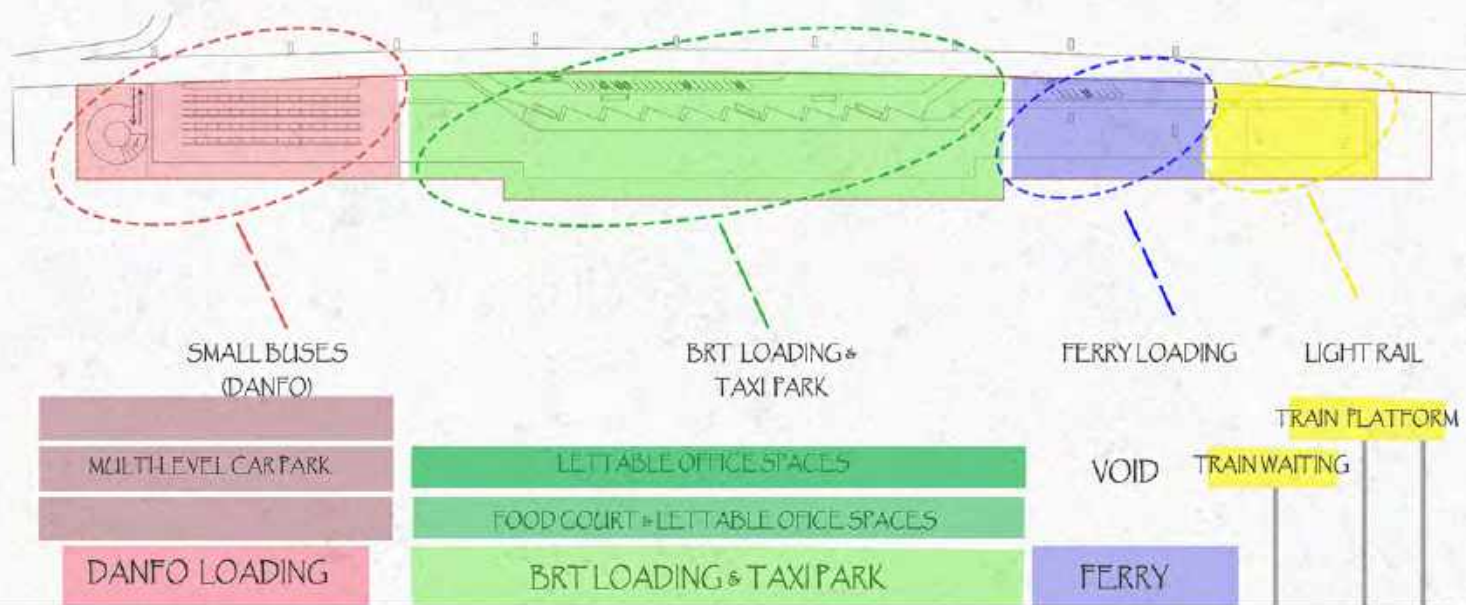 SMALL BUSES
(DANFO)
BRT LOADING &
TAXI PARK
FERRY LOADING
LIGHT RAIL
TRAIN PLATFORM
MULTI-LEVEL CAR PARK
LETTABLE OFFICE SPACES
VOID
TRAIN WAITING
FOOD COURT & LETTABLE OFICE SPACES
DANFO LOADING
BRT LOADING & TAXI PARK
FERRY